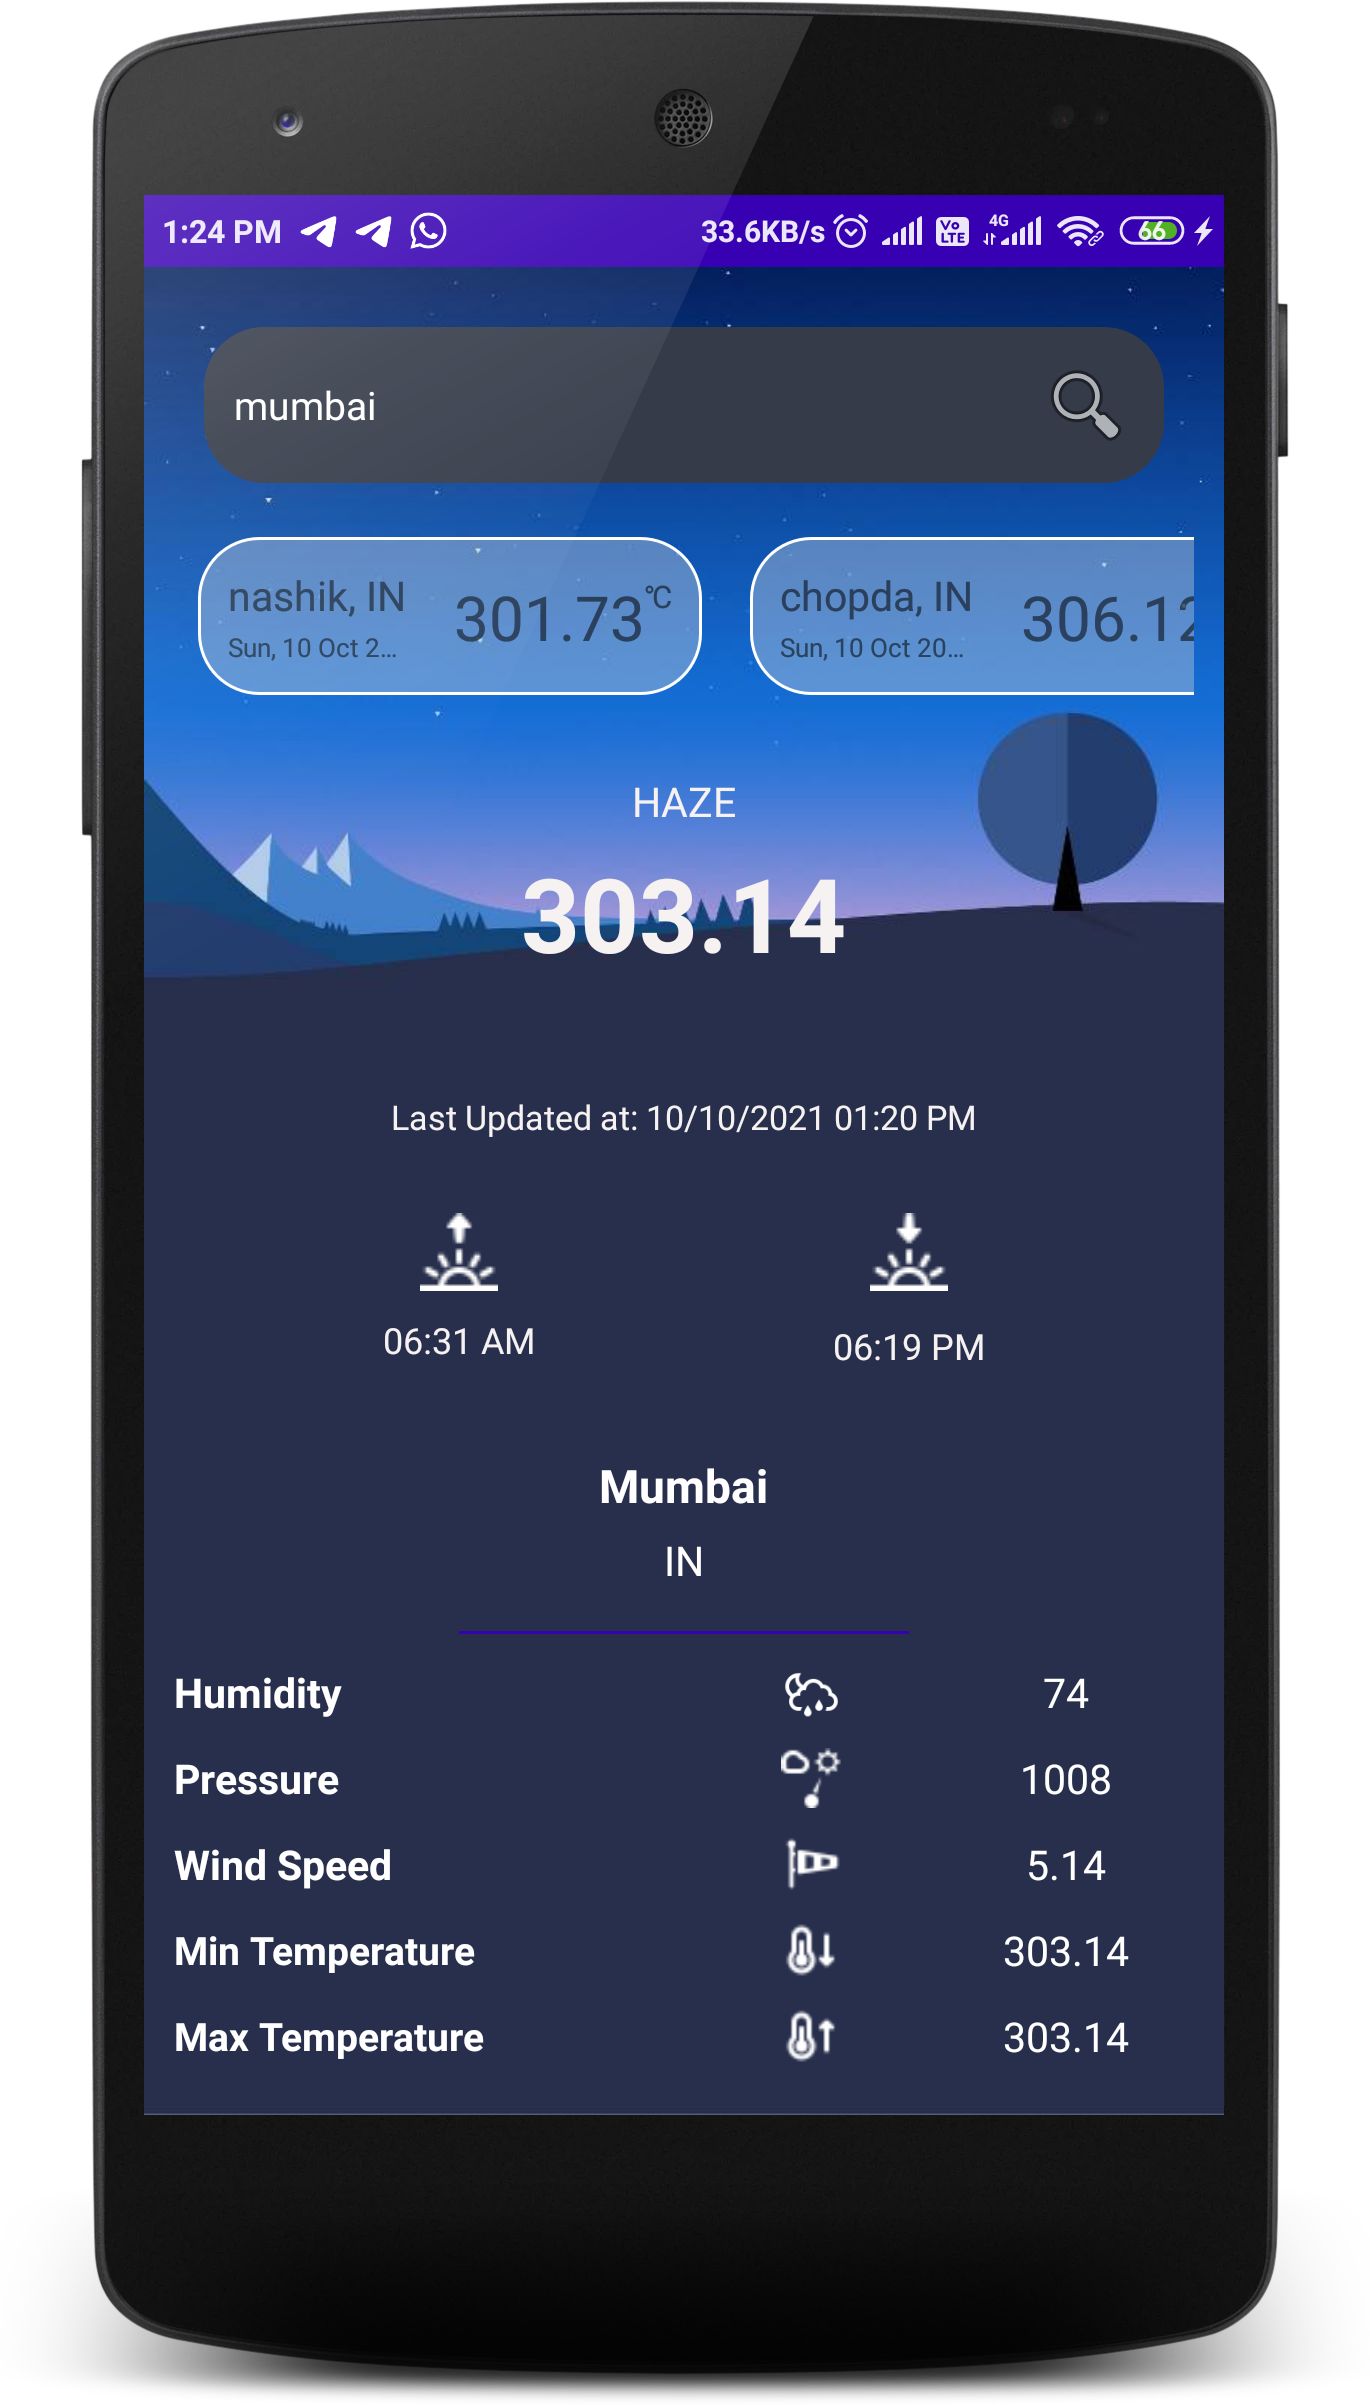 1:24 PM 33.6KB/s Vo LTE 4G 66
mumbai
nashik, IN 301.73°C
Sun, 10 Oct 2...
chopda, IN 306.12
Sun, 10 Oct 20...
HAZE
303.14
Last Updated at: 10/10/2021 01:20 PM
06:31 AM 06:19 PM
Mumbai
IN
Humidity 74
Pressure 1008
Wind Speed 5.14
Min Temperature 303.14
Max Temperature 303.14